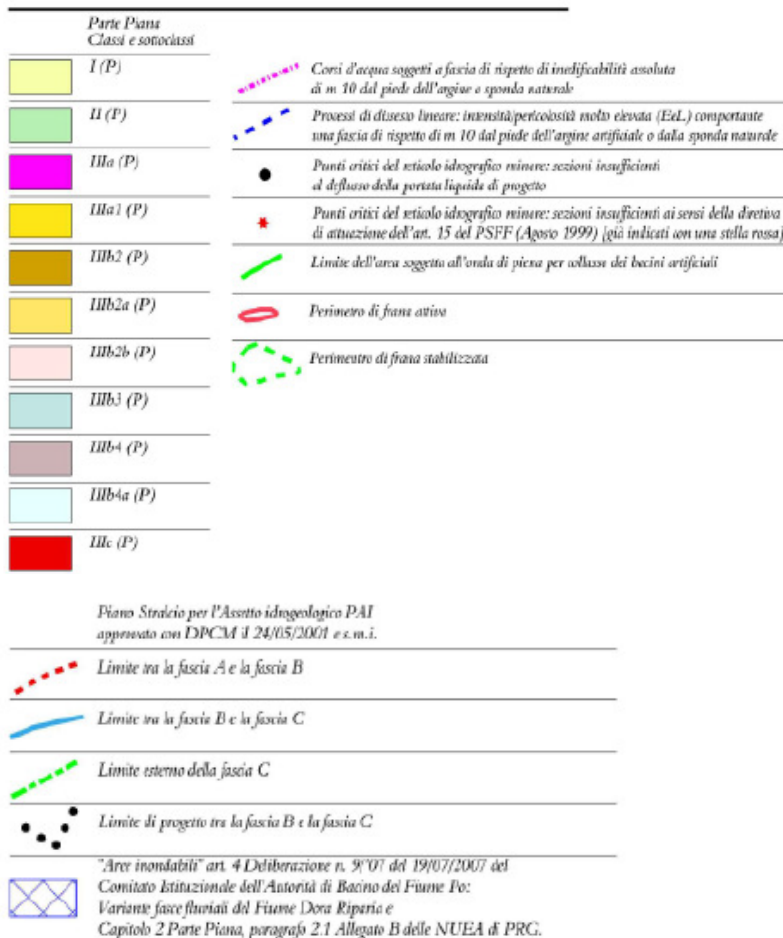 Parte Piana
Classi e sottoclassi
I (P)
II (P)
IIIa (P)
IIIa1 (P)
IIIb2 (P)
IIIb2a (P)
IIIb2b (P)
IIIb3 (P)
IIIb4 (P)
IIIb4a (P)
IIIc (P)
Corsi d'acqua soggetti a fascia di rispetto di inedificabilità assoluta
di m 10 dal piede dell'argine o sponda naturale
Processi di dissesto lineare: intensità/pericolosità molto elevata (EeL) comportante
una fascia di rispetto di m 10 dal piede dell'argine artificiale o dalla sponda naturale
Punti critici del reticolo idrografico minore: sezioni insufficienti
al deflusso della portata liquida di progetto
Punti critici del reticolo idrografico minore: sezioni insufficienti ai sensi della direttiva
di attuazione dell'art. 15 del PSFF (Agosto 1999) [già indicati con una stella rossa]
Limite dell'area soggetta all'onda di piena per collasso dei bacini artificiali
Perimetro di frana attiva
Perimentro di frana stabilizzata
Piano Stralcio per l'Assetto idrogeologico PAI
approvato con DPCM il 24/05/2001 e s.m.i.
Limite tra la fascia A e la fascia B
Limite tra la fascia B e la fascia C
Limite esterno della fascia C
Limite di progetto tra la fascia B e la fascia C
"Aree inondabili" art. 4 Deliberazione n. 9/'07 del 19/07/2007 del
Comitato Istituzionale dell'Autorità di Bacino del Fiume Po:
Variante fasce fluviali del Fiume Dora Riparia e
Capitolo 2 Parte Piana, paragrafo 2.1 Allegato B delle NUEA di PRG.